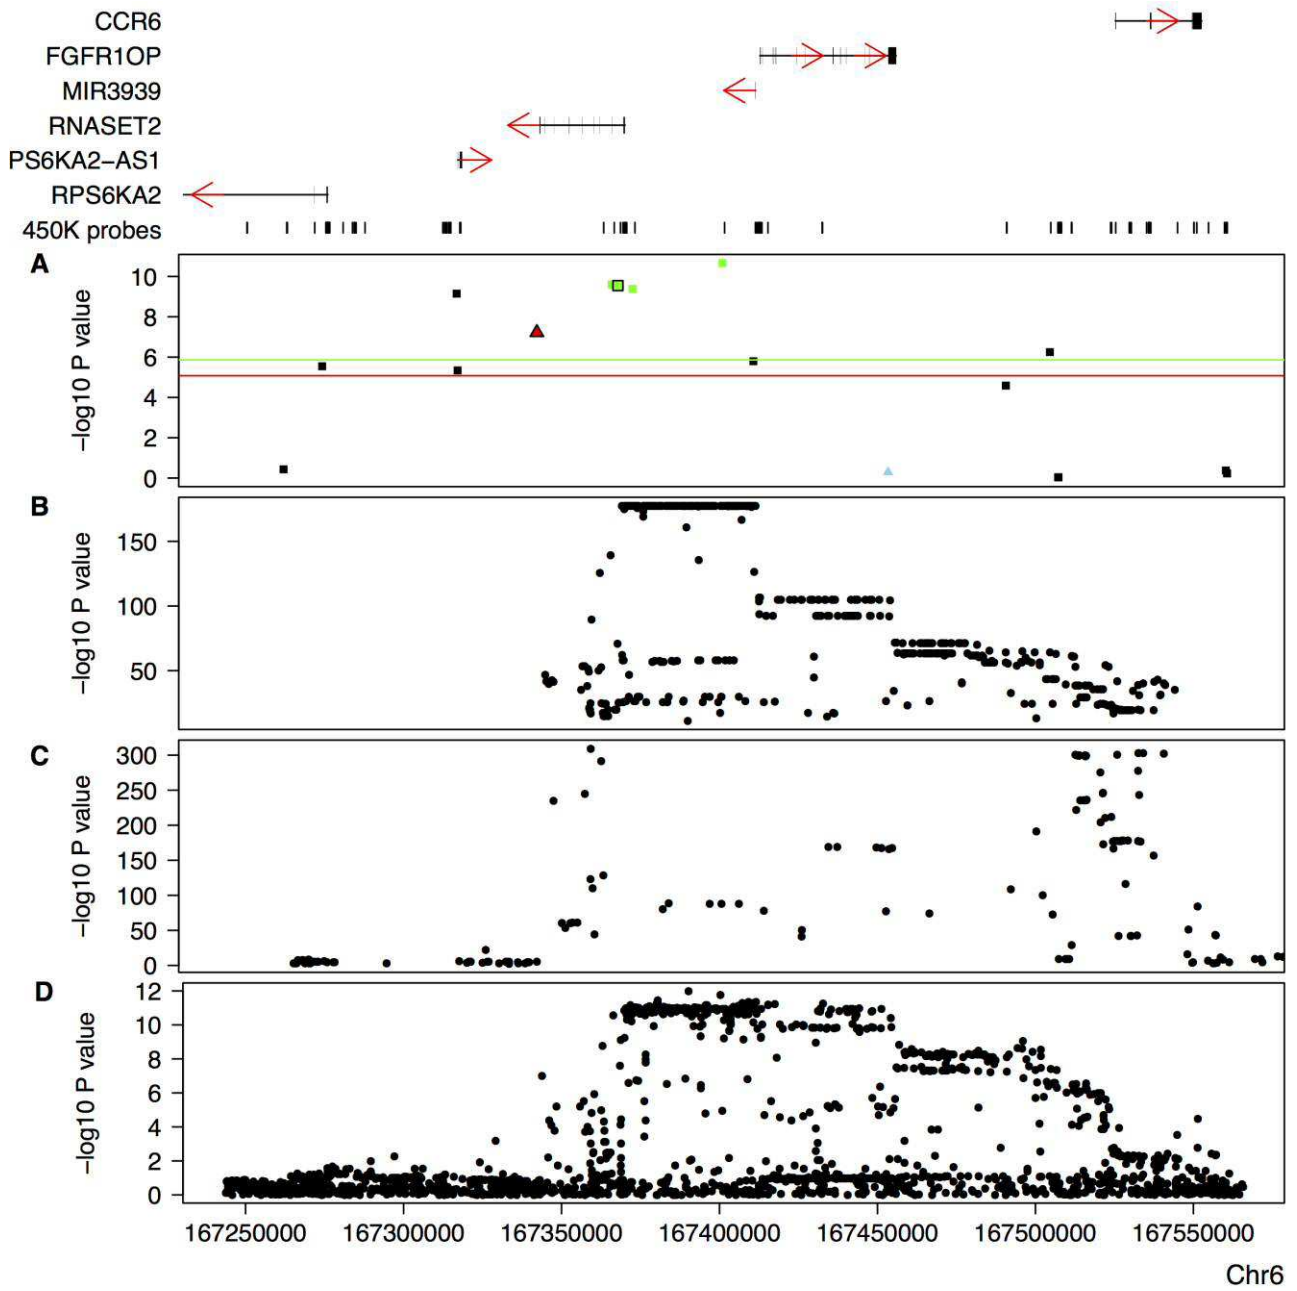 CCR6
FGFR1OP
MIR3939
RNASET2
PS6KA2−AS1
RPS6KA2
450K probes
A
−log10 P value
10
8
6
4
2
0
B
−log10 P value
150
100
50
C
−log10 P value
300
250
200
150
100
50
0
D
−log10 P value
12
10
8
6
4
2
0
167250000 167300000 167350000 167400000 167450000 167500000 167550000
Chr6